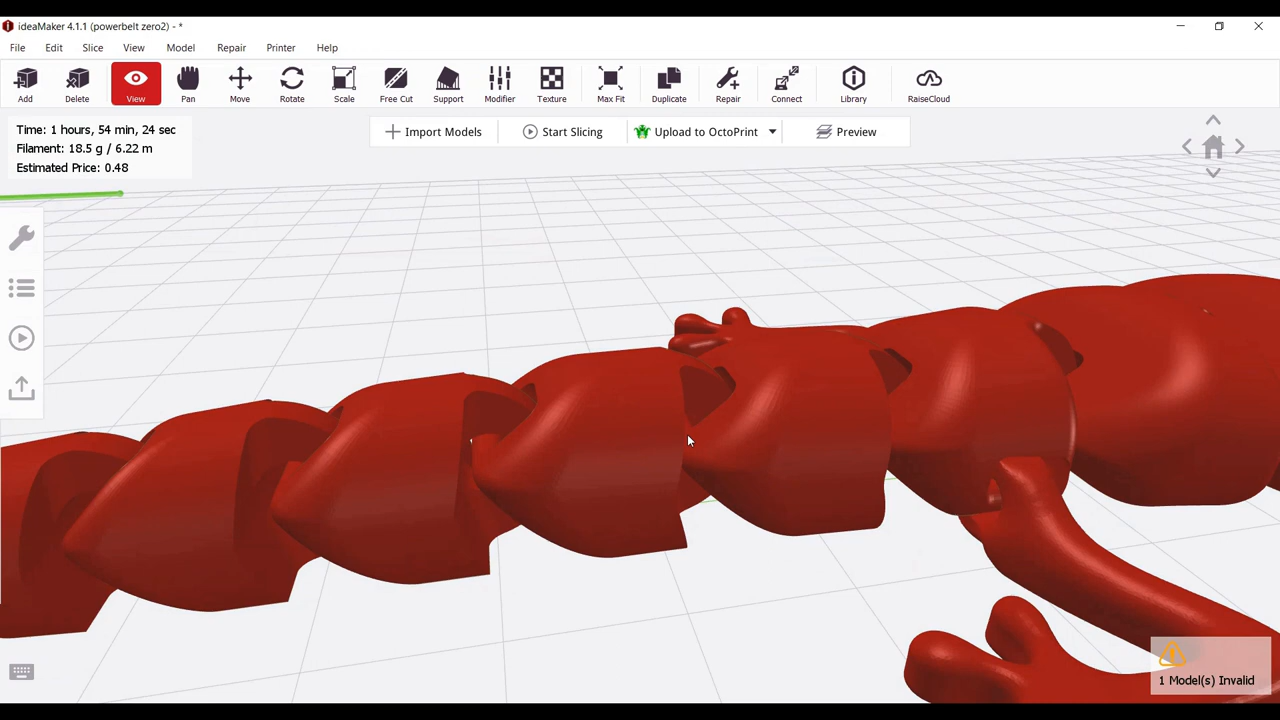 ideaMaker 4.1.1 (powerbelt zero2) - *
File Edit Slice View Model Repair Printer Help
Add Delete View Pan Move Rotate Scale Free Cut Support Modifier Texture Max Fit Duplicate Repair Connect Library RaiseCloud
Time: 1 hours, 54 min, 24 sec
Import Models Start Slicing Upload to OctoPrint Preview
Filament: 18.5 g / 6.22 m
Estimated Price: 0.48
1 Model(s) Invalid